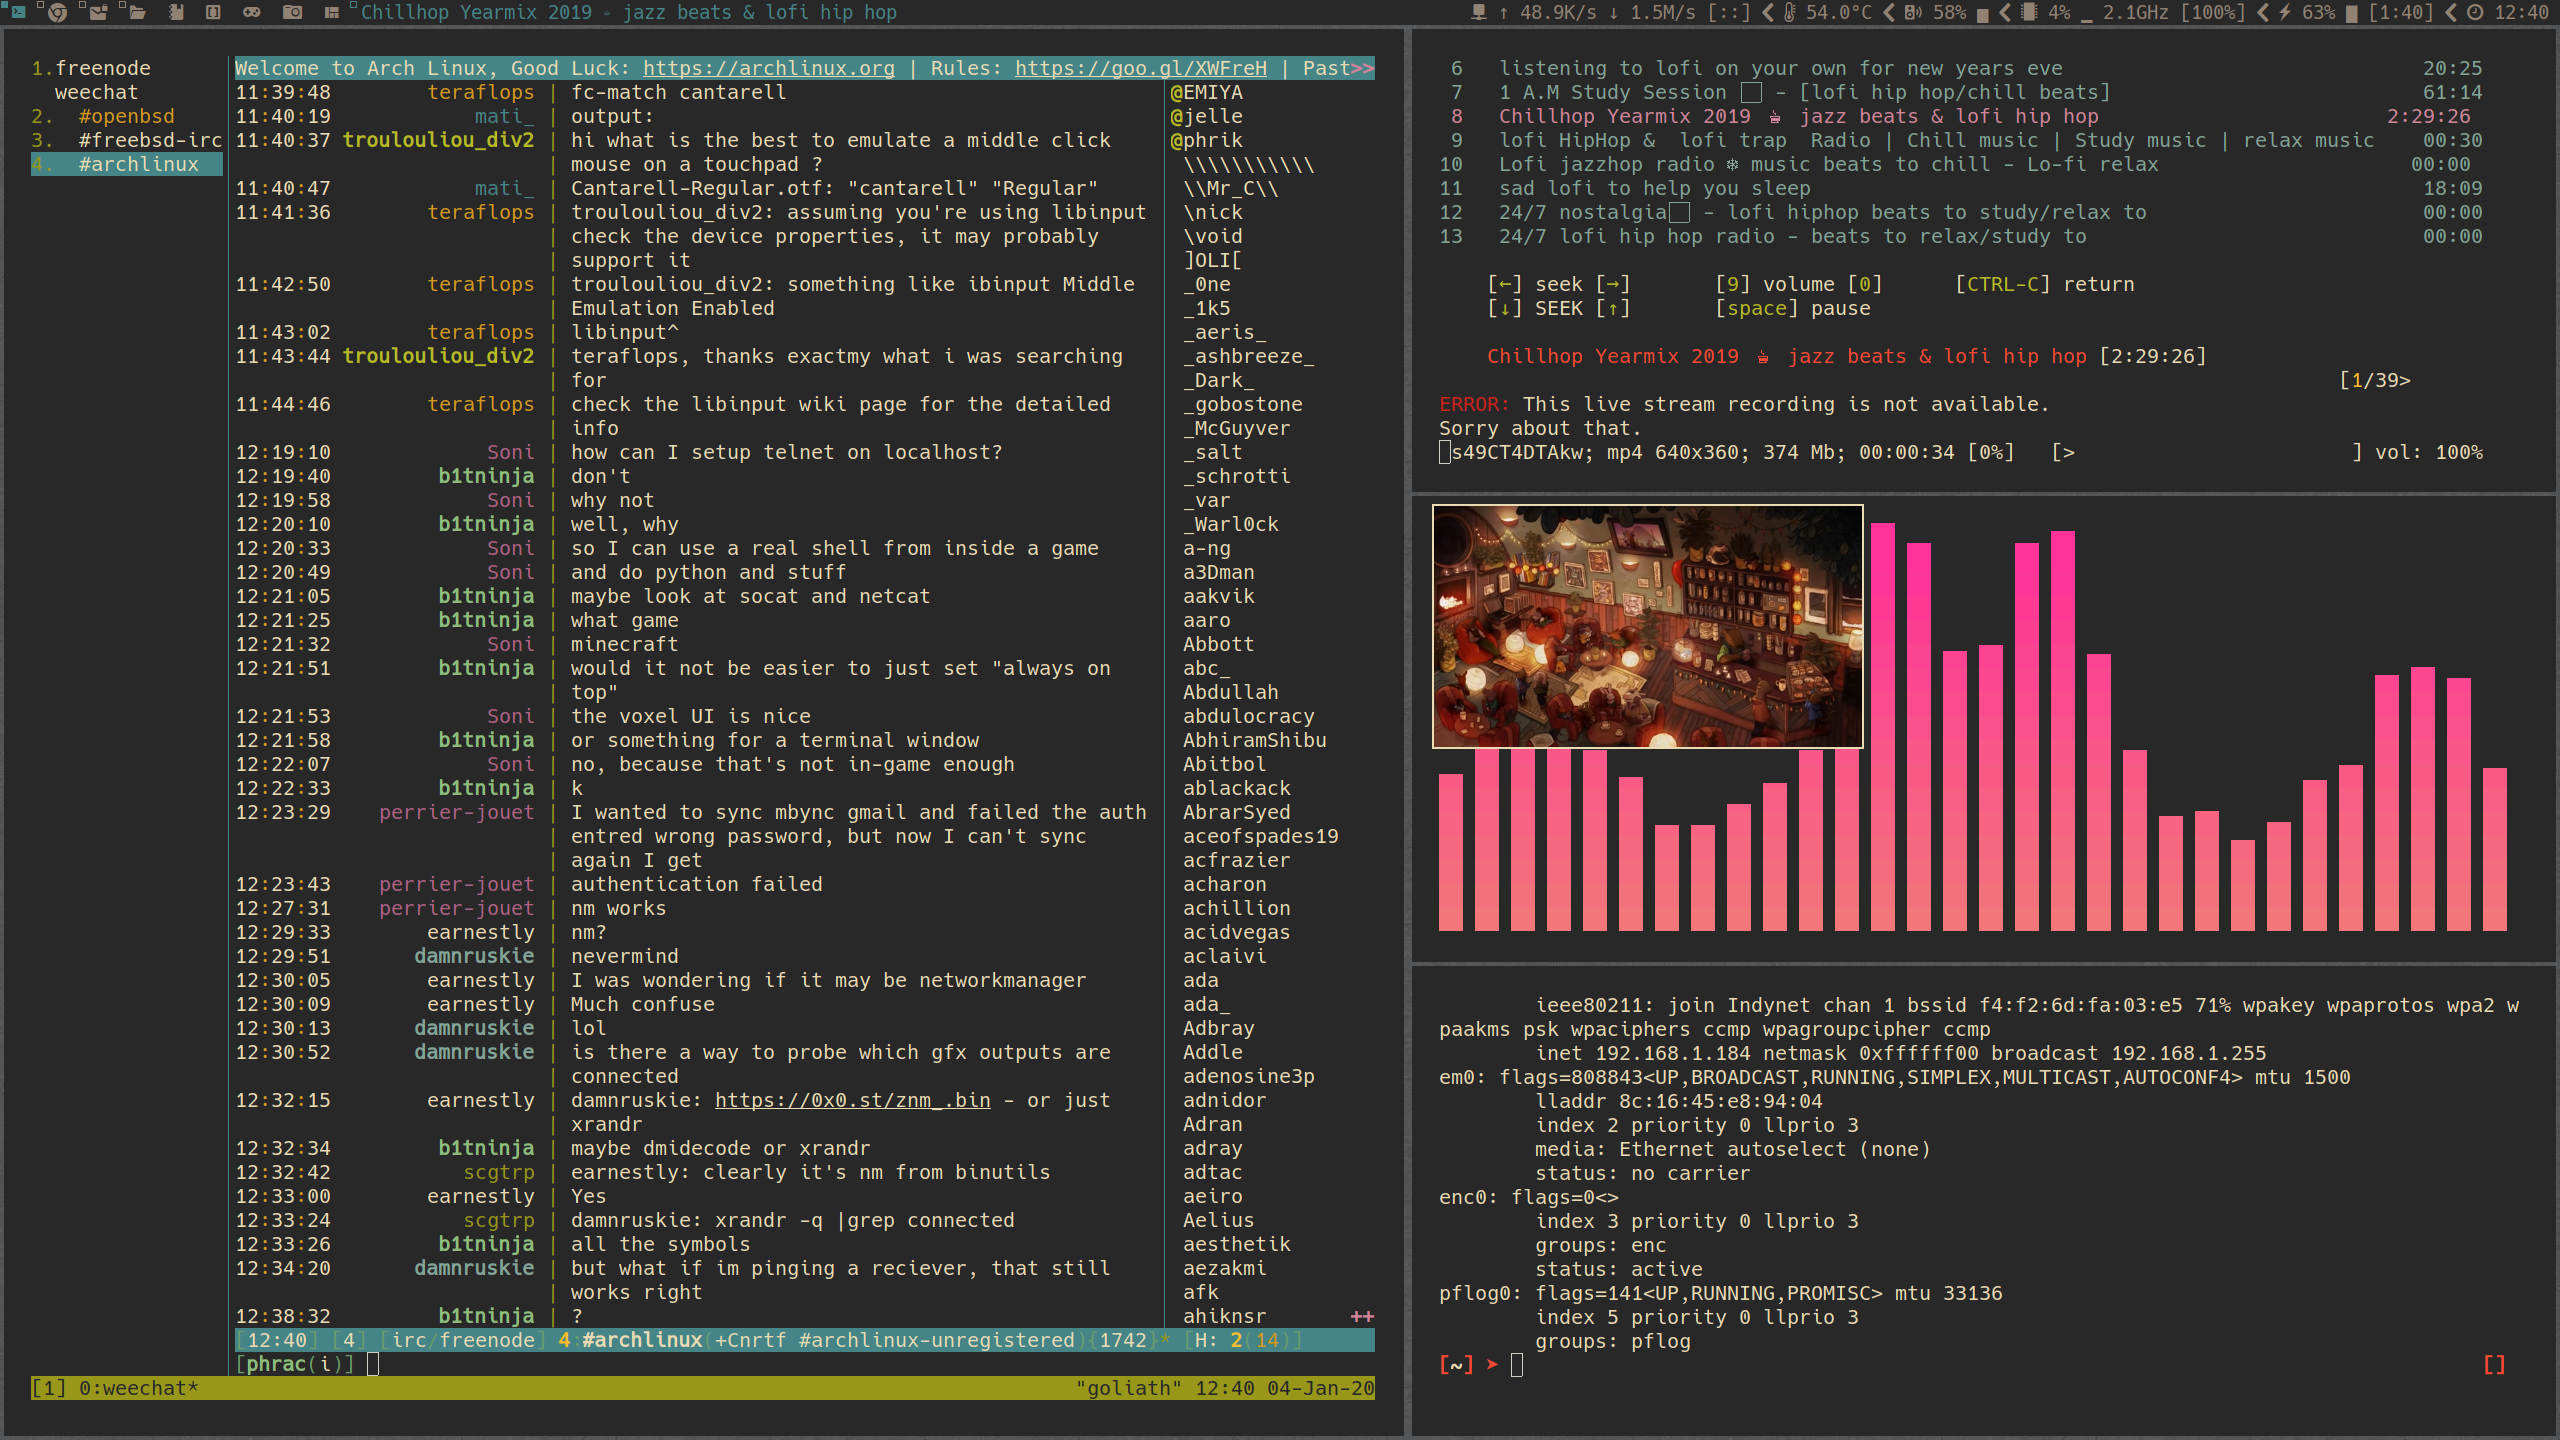 Chillhop Yearmix 2019 - jazz beats & lofi hip hop
↑ 48.9K/s ↓ 1.5M/s [::] 54.0°C 58% 4% _ 2.1GHz [100%] 63% [1:40] 12:40
1.freenode
weechat
2. #openbsd
3. #freebsd-irc
4. #archlinux
Welcome to Arch Linux, Good Luck: https://archlinux.org | Rules: https://goo.gl/XWFreH | Past>>
11:39:48 teraflops | fc-match cantarell
11:40:19 mati_ | output:
11:40:37 troulouliou_div2 | hi what is the best to emulate a middle click
| mouse on a touchpad ?
11:40:47 mati_ | Cantarell-Regular.otf: "cantarell" "Regular"
11:41:36 teraflops | troulouliou_div2: assuming you're using libinput
| check the device properties, it may probably
| support it
11:42:50 teraflops | troulouliou_div2: something like ibinput Middle
| Emulation Enabled
11:43:02 teraflops | libinput^
11:43:44 troulouliou_div2 | teraflops, thanks exactmy what i was searching
| for
11:44:46 teraflops | check the libinput wiki page for the detailed
| info
12:19:10 Soni | how can I setup telnet on localhost?
12:19:40 b1tninja | don't
12:19:58 Soni | why not
12:20:10 b1tninja | well, why
12:20:33 Soni | so I can use a real shell from inside a game
12:20:49 Soni | and do python and stuff
12:21:05 b1tninja | maybe look at socat and netcat
12:21:25 b1tninja | what game
12:21:32 Soni | minecraft
12:21:51 b1tninja | would it not be easier to just set "always on
| top"
12:21:53 Soni | the voxel UI is nice
12:21:58 b1tninja | or something for a terminal window
12:22:07 Soni | no, because that's not in-game enough
12:22:33 b1tninja | k
12:23:29 perrier-jouet | I wanted to sync mbync gmail and failed the auth
| entred wrong password, but now I can't sync
| again I get
12:23:43 perrier-jouet | authentication failed
12:27:31 perrier-jouet | nm works
12:29:33 earnestly | nm?
12:29:51 damnruskie | nevermind
12:30:05 earnestly | I was wondering if it may be networkmanager
12:30:09 earnestly | Much confuse
12:30:13 damnruskie | lol
12:30:52 damnruskie | is there a way to probe which gfx outputs are
| connected
12:32:15 earnestly | damnruskie: https://0x0.st/znm_.bin - or just
| xrandr
12:32:34 b1tninja | maybe dmidecode or xrandr
12:32:42 scgtrp | earnestly: clearly it's nm from binutils
12:33:00 earnestly | Yes
12:33:24 scgtrp | damnruskie: xrandr -q |grep connected
12:33:26 b1tninja | all the symbols
12:34:20 damnruskie | but what if im pinging a reciever, that still
| works right
12:38:32 b1tninja | ?
@EMIYA
@jelle
@phrik
\\\\\\\\\\\
\\Mr_C\\
\nick
\void
]OLI[
_0ne
_1k5
_aeris_
_ashbreeze_
_Dark_
_gobostone
_McGuyver
_salt
_schrotti
_var
_Warl0ck
a-ng
a3Dman
aakvik
aaro
Abbott
abc_
Abdullah
abdulocracy
AbhiramShibu
Abitbol
ablackack
AbrarSyed
aceofspades19
acfrazier
acharon
achillion
acidvegas
aclaivi
ada
ada_
Adbray
Addle
adenosine3p
adnidor
Adran
adray
adtac
aeiro
Aelius
aesthetik
aezakmi
afk
ahiknsr ++
[12:40] [4] [irc/freenode] 4:#archlinux(+Cnrtf #archlinux-unregistered){1742}* [H: 2(14)]
[phrac(i)]
[1] 0:weechat* "goliath" 12:40 04-Jan-20
6 listening to lofi on your own for new years eve 20:25
7 1 A.M Study Session □ - [lofi hip hop/chill beats] 61:14
8 Chillhop Yearmix 2019 ☕ jazz beats & lofi hip hop 2:29:26
9 lofi HipHop & lofi trap Radio | Chill music | Study music | relax music 00:30
10 Lofi jazzhop radio ❄ music beats to chill - Lo-fi relax 00:00
11 sad lofi to help you sleep 18:09
12 24/7 nostalgia□ - lofi hiphop beats to study/relax to 00:00
13 24/7 lofi hip hop radio - beats to relax/study to 00:00
[←] seek [→] [9] volume [0] [CTRL-C] return
[↓] SEEK [↑] [space] pause
Chillhop Yearmix 2019 ☕ jazz beats & lofi hip hop [2:29:26]
[1/39>
ERROR: This live stream recording is not available.
Sorry about that.
s49CT4DTAkw; mp4 640x360; 374 Mb; 00:00:34 [0%] [> ] vol: 100%
ieee80211: join Indynet chan 1 bssid f4:f2:6d:fa:03:e5 71% wpakey wpaprotos wpa2 w
paakms psk wpaciphers ccmp wpagroupcipher ccmp
inet 192.168.1.184 netmask 0xffffff00 broadcast 192.168.1.255
em0: flags=808843<UP,BROADCAST,RUNNING,SIMPLEX,MULTICAST,AUTOCONF4> mtu 1500
lladdr 8c:16:45:e8:94:04
index 2 priority 0 llprio 3
media: Ethernet autoselect (none)
status: no carrier
enc0: flags=0<>
index 3 priority 0 llprio 3
groups: enc
status: active
pflog0: flags=141<UP,RUNNING,PROMISC> mtu 33136
index 5 priority 0 llprio 3
groups: pflog
[~] ➤ []